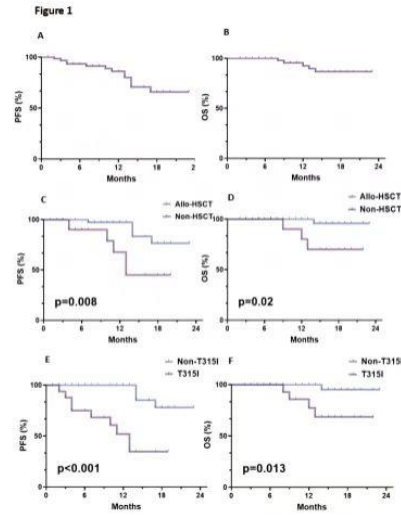 Figure 1
A
B
100
50
0
PFS (%)
0 6 12 18 24
Months
100
50
0
OS (%)
0 6 12 18 24
Months
C
Allo-HSCT
Non-HSCT
100
50
0
PFS (%)
p=0.008
0 6 12 18 24
Months
D
Allo-HSCT
Non-HSCT
100
50
0
OS (%)
p=0.02
0 6 12 18 24
Months
E
Non-T315I
T315I
100
50
0
PFS (%)
p<0.001
0 6 12 18 24
Months
F
Non-T315I
T315I
100
50
0
OS (%)
p=0.013
0 6 12 18 24
Months